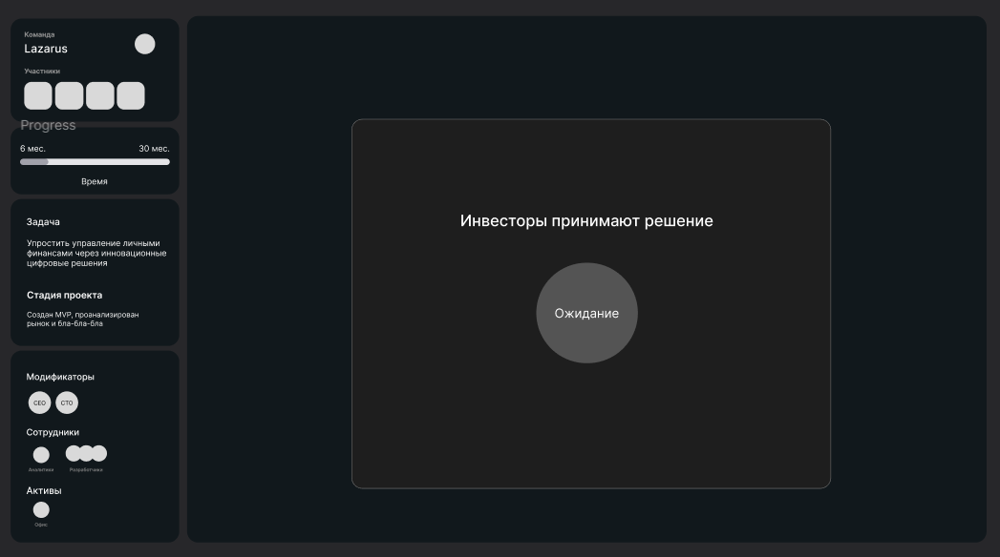 Команда
Lazarus
Участники
Progress
6 мес.
30 мес.
Время
Задача
Упростить управление личными
финансами через инновационные
цифровые решения
Стадия проекта
Создан MVP, проанализирован
рынок и бла-бла-бла
Модификаторы
CEO
CTO
Сотрудники
Аналитики
Разработчики
Активы
Офис
Инвесторы принимают решение
Ожидание